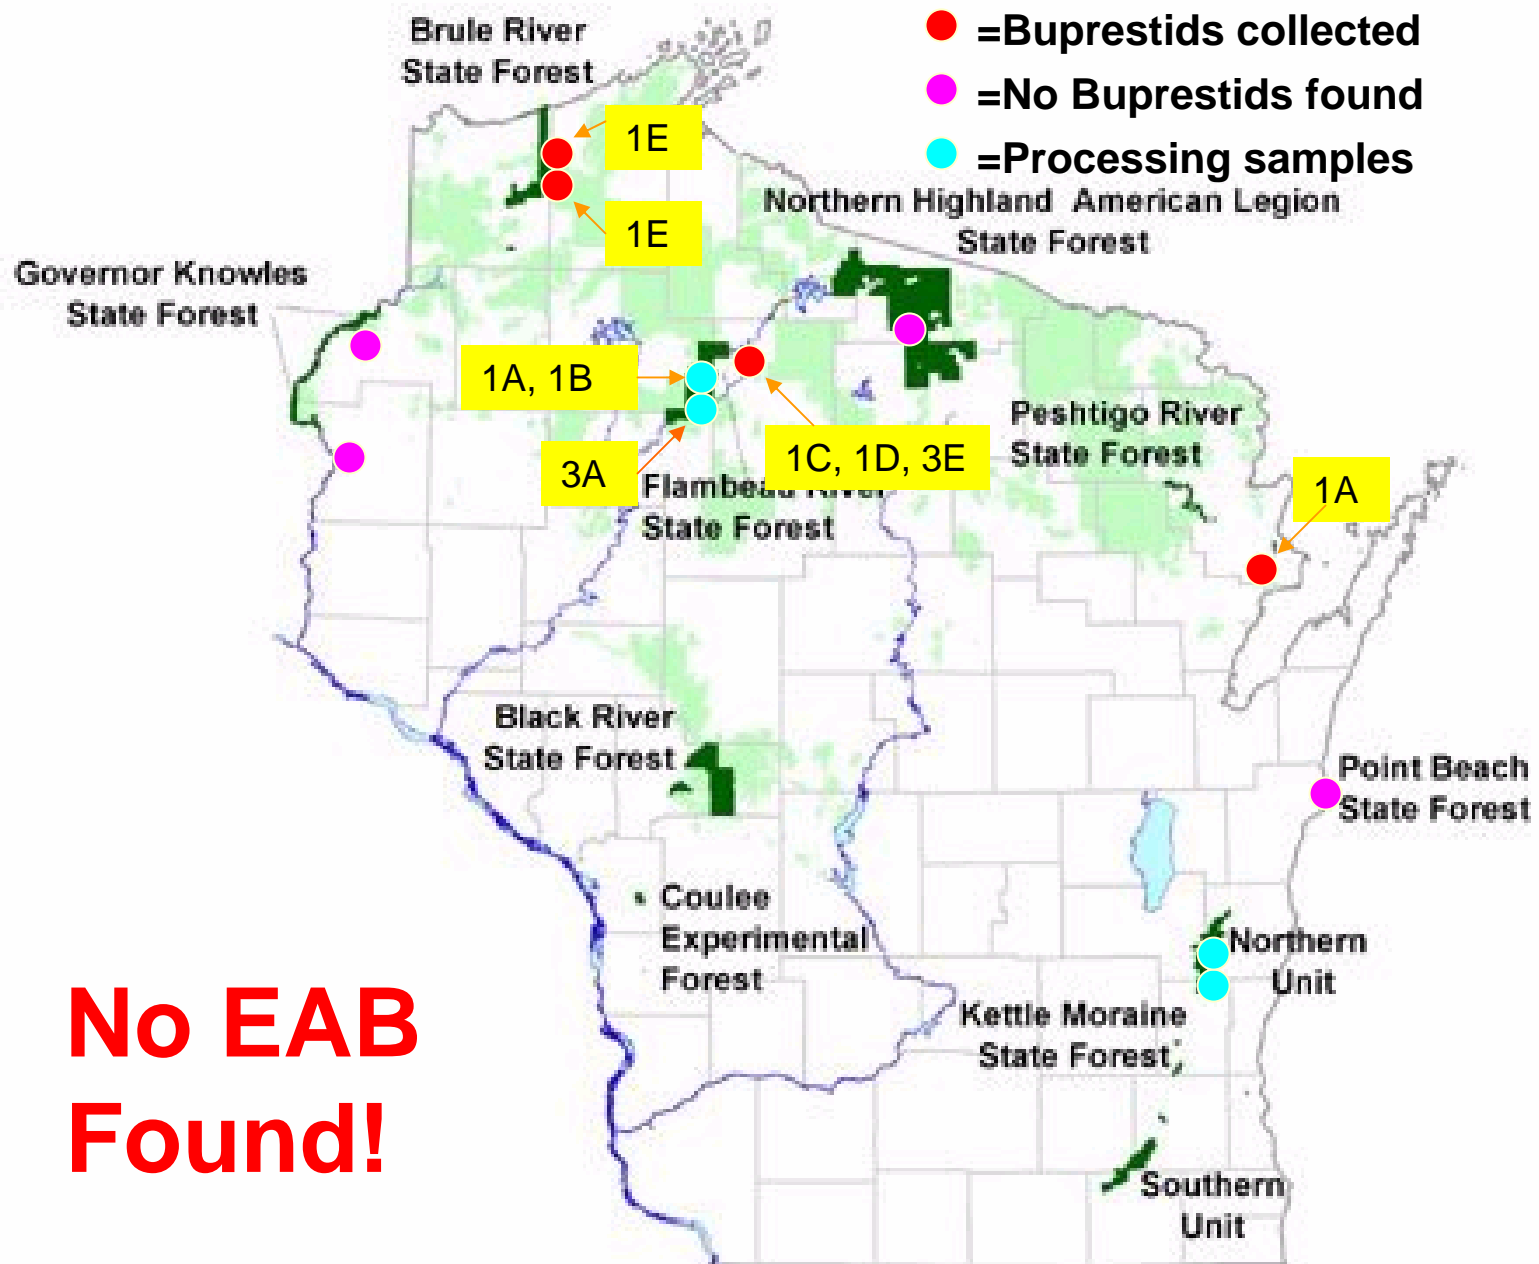 Brule River
State Forest
=Buprestids collected
=No Buprestids found
=Processing samples
1E
1E
Northern Highland American Legion
State Forest
Governor Knowles
State Forest
1A, 1B
3A
1C, 1D, 3E
Flambeau River
State Forest
Peshtigo River
State Forest
1A
Black River
State Forest
Point Beach
State Forest
Coulee
Experimental
Forest
Northern
Unit
Kettle Moraine
State Forest
Southern
Unit
No EAB
Found!